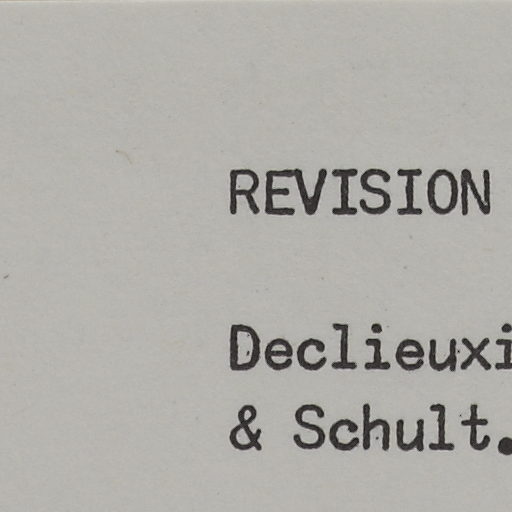 REVISION
Declieuxi
& Schult.